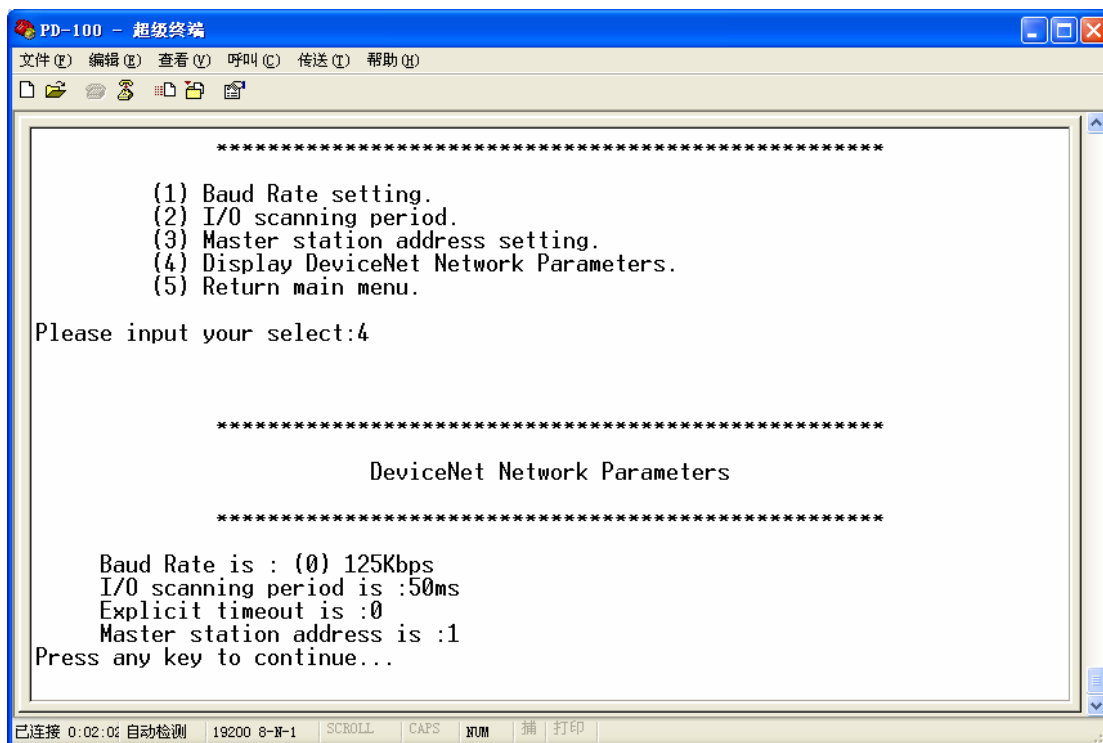 PD-100 - 超级终端
文件(F) 编辑(E) 查看(V) 呼叫(C) 传送(T) 帮助(H)
****************************************************
(1) Baud Rate setting.
(2) I/O scanning period.
(3) Master station address setting.
(4) Display DeviceNet Network Parameters.
(5) Return main menu.
Please input your select:4
****************************************************
DeviceNet Network Parameters
****************************************************
Baud Rate is : (0) 125Kbps
I/O scanning period is :50ms
Explicit timeout is :0
Master station address is :1
Press any key to continue...
已连接 0:02:02 自动检测 19200 8-N-1 SCROLL CAPS NUM 捕 打印